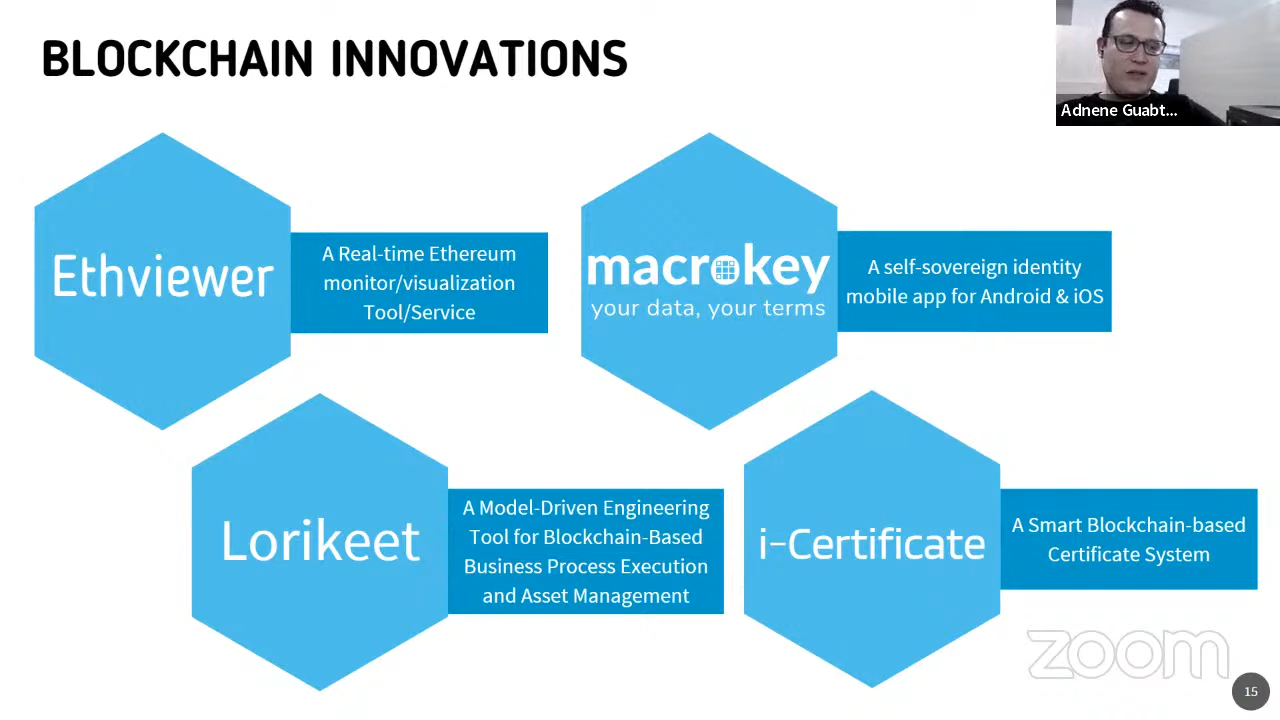 BLOCKCHAIN INNOVATIONS
Adnene Guabt...
Ethviewer
A Real-time Ethereum
monitor/visualization
Tool/Service
macrokey
your data, your terms
A self-sovereign identity
mobile app for Android & iOS
Lorikeet
A Model-Driven Engineering
Tool for Blockchain-Based
Business Process Execution
and Asset Management
i-Certificate
A Smart Blockchain-based
Certificate System
zoom
15